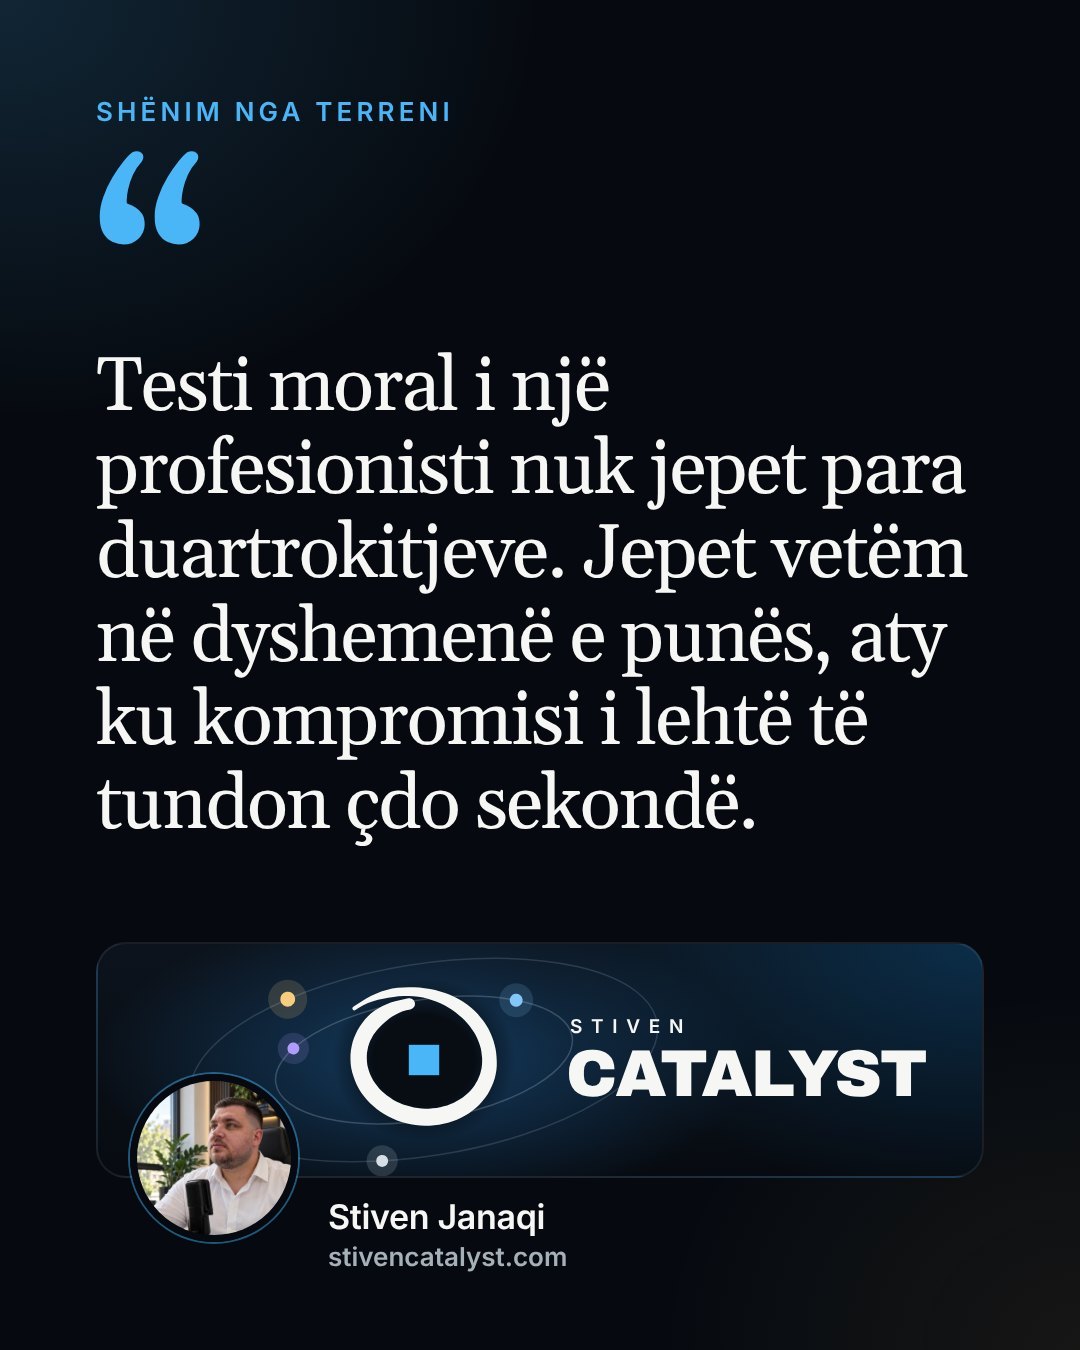 SHËNIM NGA TERRENI
“
Testi moral i një
profesionisti nuk jepet para
duartrokitjeve. Jepet vetëm
në dyshemenë e punës, aty
ku kompromisi i lehtë të
tundon çdo sekondë.
STIVEN
CATALYST
Stiven Janaqi
stivencatalyst.com